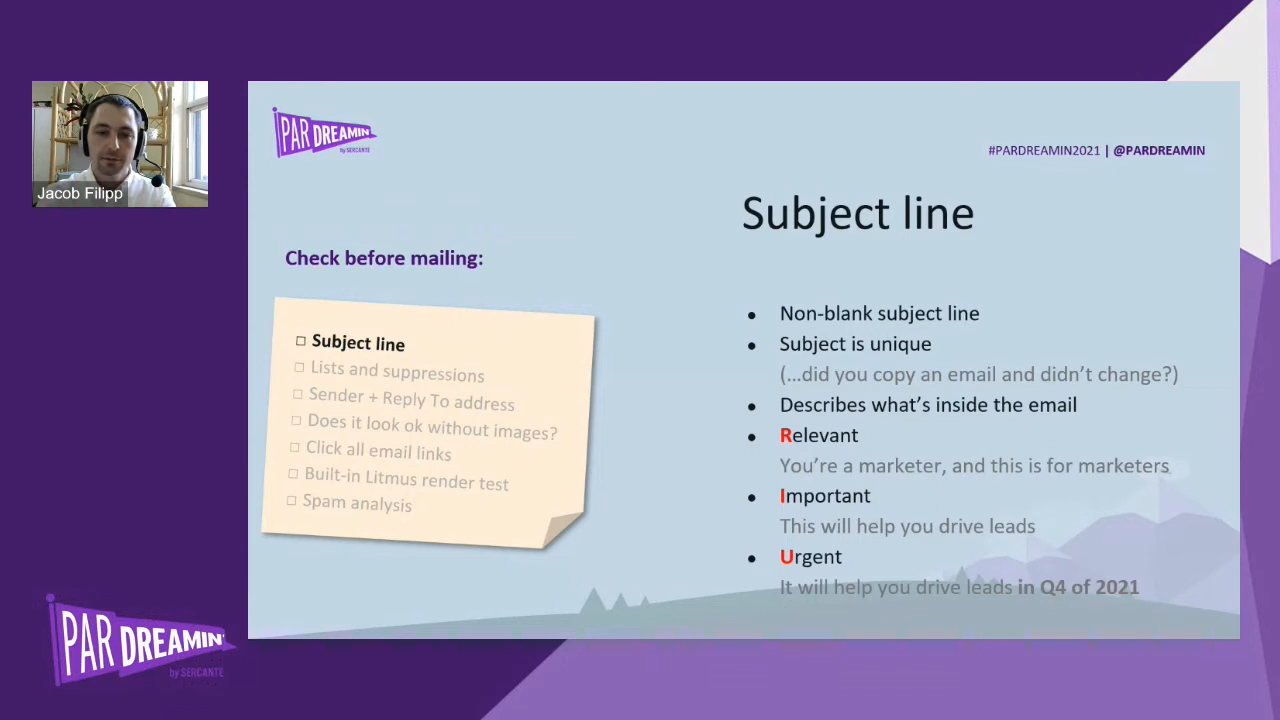 Jacob Filipp
PAR DREAMIN
by SERCANTE
#PARDREAMIN2021 | @PARDREAMIN
Subject line
Check before mailing:
□ Subject line
□ Lists and suppressions
□ Sender + Reply To address
□ Does it look ok without images?
□ Click all email links
□ Built-in Litmus render test
□ Spam analysis
● Non-blank subject line
● Subject is unique
(...did you copy an email and didn't change?)
● Describes what's inside the email
● Relevant
You're a marketer, and this is for marketers
● Important
This will help you drive leads
● Urgent
It will help you drive leads in Q4 of 2021
PAR DREAMIN'
by SERCANTE